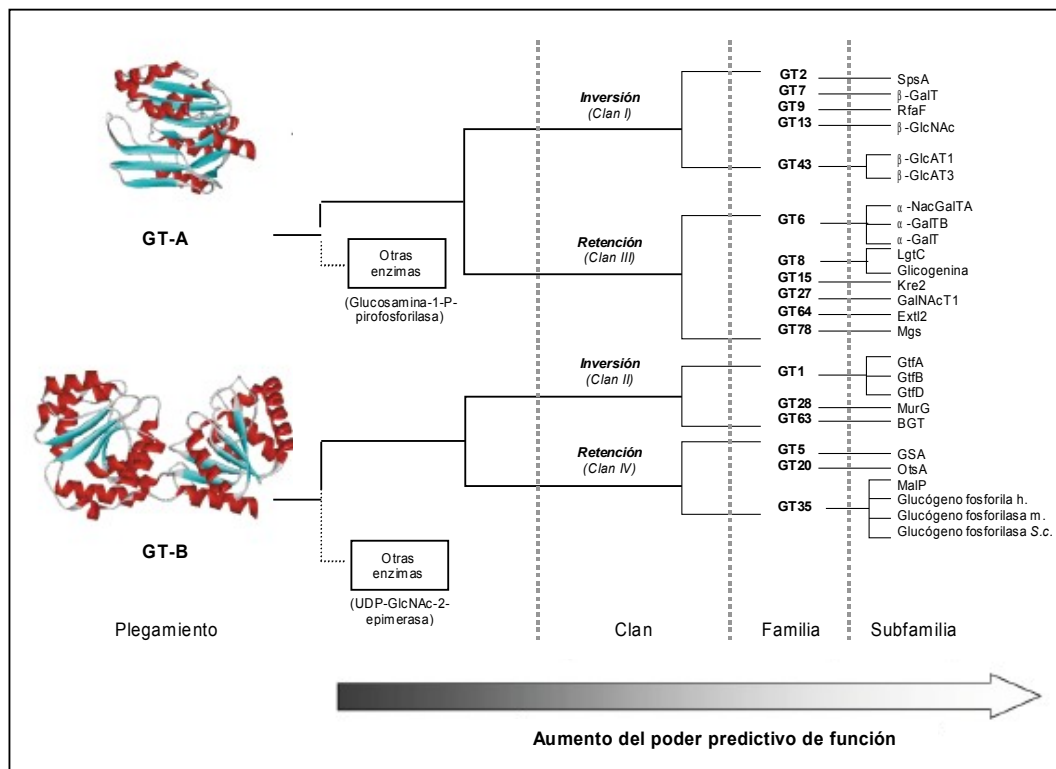 GT-A
Otras
enzimas
(Glucosamina-1-P-
pirofosforilasa)
Inversión
(Clan I)
GT2
SpsA
GT7
β-GalT
GT9
RfaF
GT13
β-GlcNAc
GT43
β-GlcAT1
β-GlcAT3
Retención
(Clan III)
GT6
α-NacGalTA
α-GalTB
α-GalT
GT8
LgtC
Glicogenina
GT15
Kre2
GT27
GalNAcT1
GT64
Extl2
GT78
Mgs
GT-B
Otras
enzimas
(UDP-GlcNAc-2-
epimerasa)
Inversión
(Clan II)
GT1
GtfA
GtfB
GtfD
GT28
MurG
GT63
BGT
Retención
(Clan IV)
GT5
GSA
GT20
OtsA
GT35
MalP
Glucógeno fosforila h.
Glucógeno fosforilasa m.
Glucógeno fosforilasa S.c.
Plegamiento
Clan
Familia
Subfamilia
Aumento del poder predictivo de función